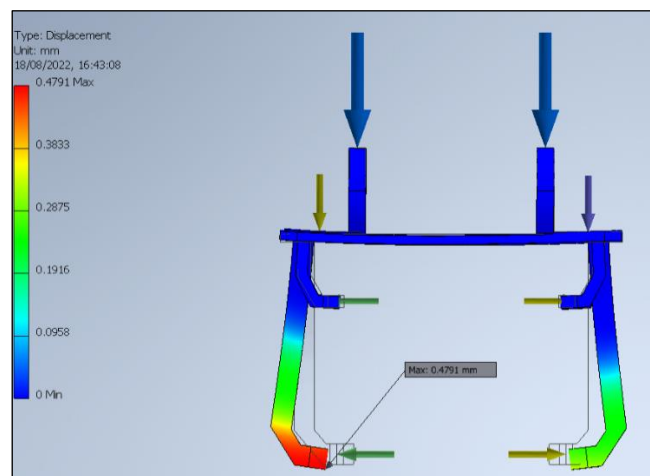 Type: Displacement
Unit: mm
18/08/2022, 16:43:08
0.4791 Max
0.3833
0.2875
0.1916
0.0958
0 Min
Max: 0.4791 mm